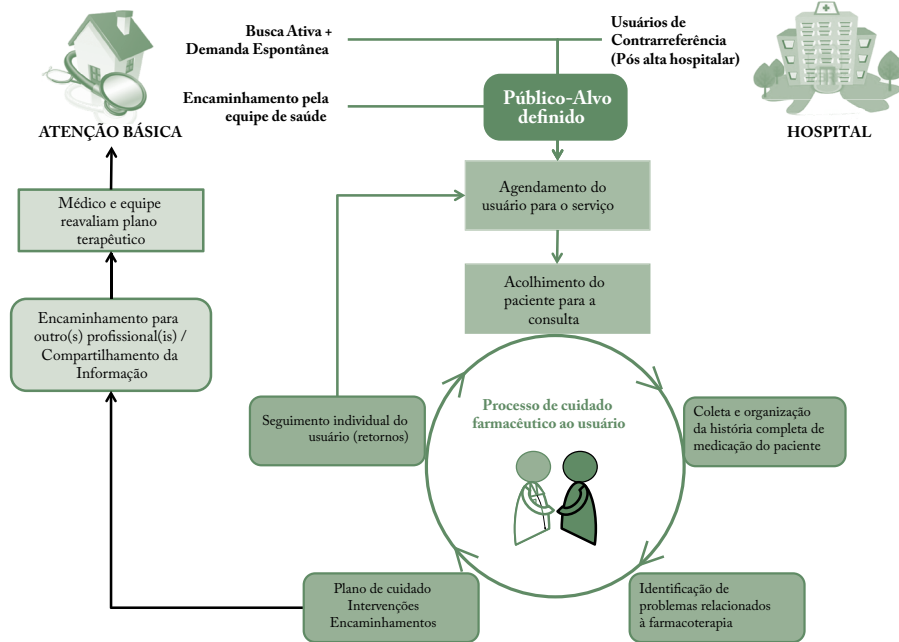 Busca Ativa +
Demanda Espontânea
Usuários de
Contrarreferência
(Pós alta hospitalar)
Encaminhamento pela
equipe de saúde
Público-Alvo
definido
ATENÇÃO BÁSICA
HOSPITAL
Agendamento do
usuário para o serviço
Médico e equipe
reavaliam plano
terapêutico
Acolhimento do
paciente para a
consulta
Encaminhamento para
outro(s) profissional(is) /
Compartilhamento da
Informação
Processo de cuidado
farmacêutico ao usuário
Seguimento individual do
usuário (retornos)
Coleta e organização
da história completa de
medicação do paciente
Plano de cuidado
Intervenções
Encaminhamentos
Identificação de
problemas relacionados
à farmacoterapia